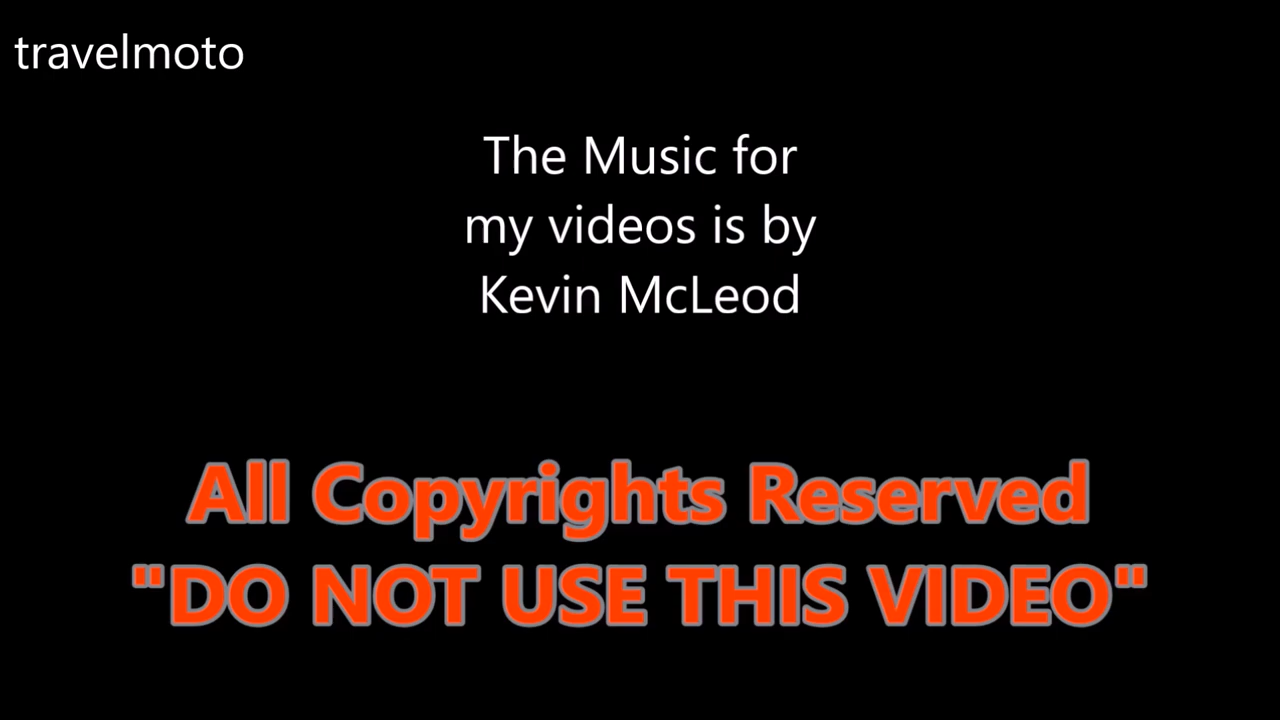 travelmoto
The Music for
my videos is by
Kevin McLeod
All Copyrights Reserved
"DO NOT USE THIS VIDEO"